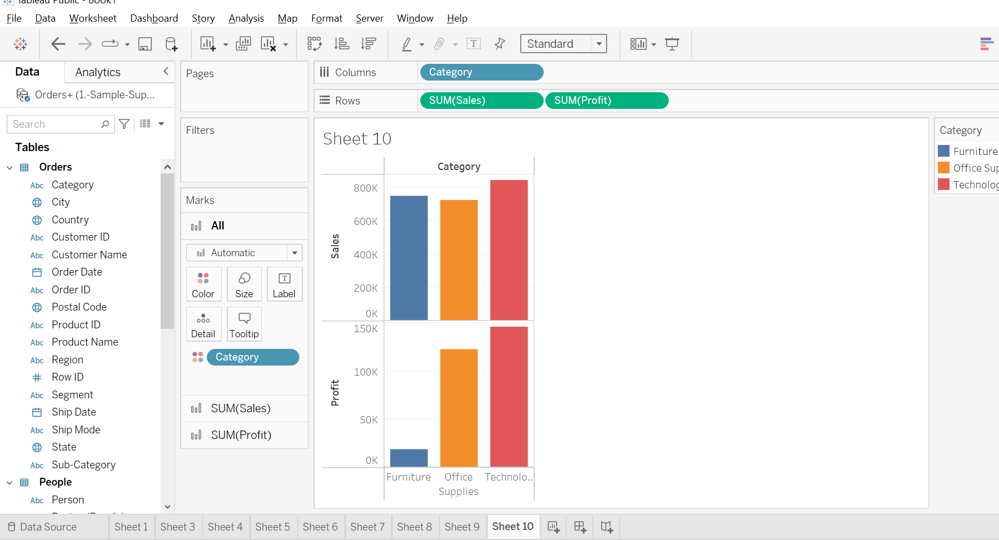 Tableau Public - Book1
File Data Worksheet Dashboard Story Analysis Map Format Server Window Help
Standard
Data Analytics
Orders+ (1.-Sample-Sup...
Search
Tables
Orders
Abc Category
City
Country
Abc Customer ID
Abc Customer Name
Order Date
Abc Order ID
Postal Code
Abc Product ID
Abc Product Name
Abc Region
Row ID
Abc Segment
Ship Date
Abc Ship Mode
State
Abc Sub-Category
People
Abc Person
Pages
Filters
Marks
All
Automatic
Color Size Label
Detail Tooltip
Category
SUM(Sales)
SUM(Profit)
Columns Category
Rows SUM(Sales) SUM(Profit)
Sheet 10
Category
800K
600K
400K
200K
0K
Sales
150K
100K
50K
0K
Profit
Furniture Office Supplies Technolo..
Category
Furniture
Office Sup
Technolog
Data Source Sheet 1 Sheet 3 Sheet 4 Sheet 5 Sheet 6 Sheet 7 Sheet 8 Sheet 9 Sheet 10